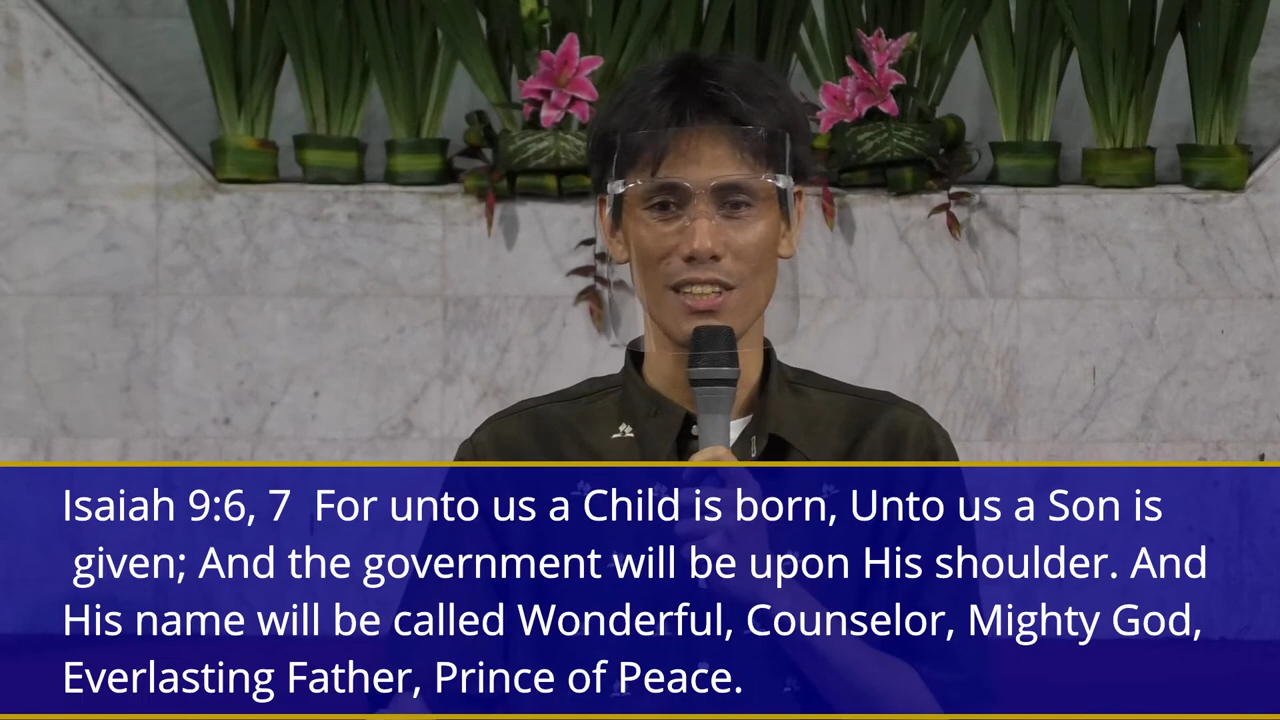 Isaiah 9:6, 7 For unto us a Child is born, Unto us a Son is
given; And the government will be upon His shoulder. And
His name will be called Wonderful, Counselor, Mighty God,
Everlasting Father, Prince of Peace.